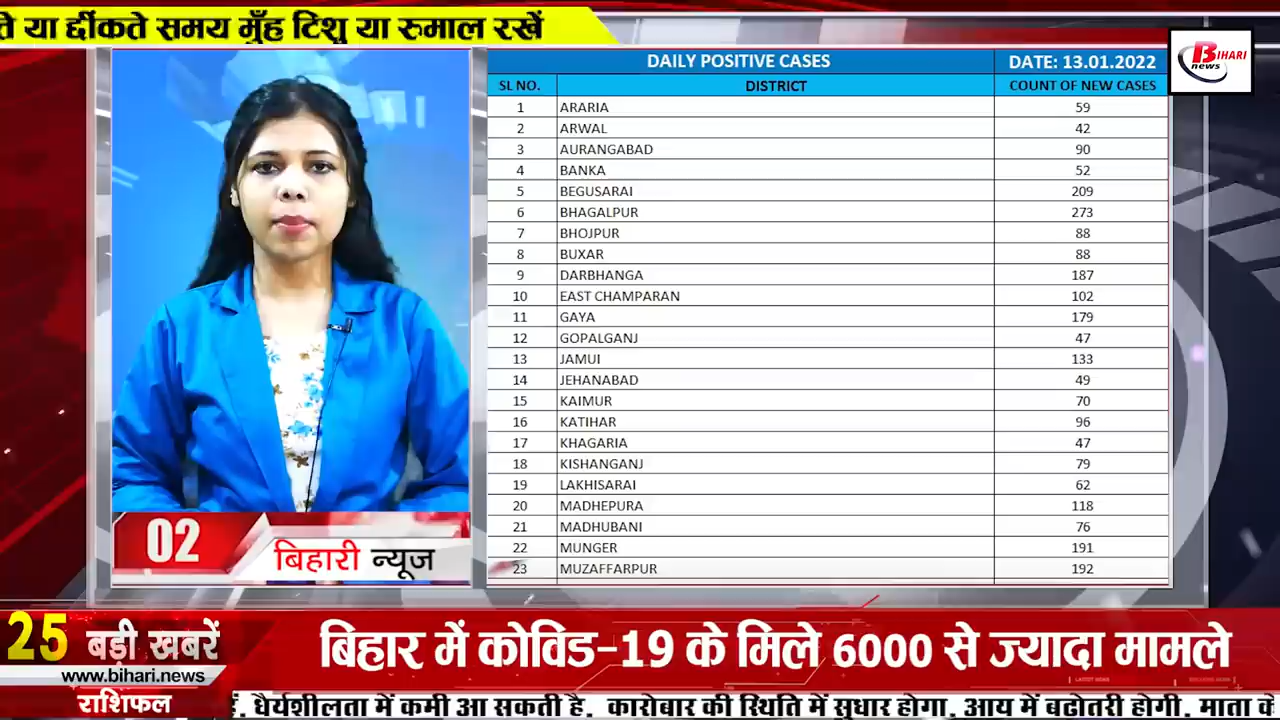 या छींकते समय मुँह टिशु या रुमाल रखें
BIHARI
news
DAILY POSITIVE CASES DATE: 13.01.2022
SL NO. DISTRICT COUNT OF NEW CASES
1 ARARIA 59
2 ARWAL 42
3 AURANGABAD 90
4 BANKA 52
5 BEGUSARAI 209
6 BHAGALPUR 273
7 BHOJPUR 88
8 BUXAR 88
9 DARBHANGA 187
10 EAST CHAMPARAN 102
11 GAYA 179
12 GOPALGANJ 47
13 JAMUI 133
14 JEHANABAD 49
15 KAIMUR 70
16 KATIHAR 96
17 KHAGARIA 47
18 KISHANGANJ 79
19 LAKHISARAI 62
20 MADHEPURA 118
21 MADHUBANI 76
22 MUNGER 191
23 MUZAFFARPUR 192
02
बिहारी न्यूज
25 बड़ी खबरें
www.bihari.news
बिहार में कोविड-19 के मिले 6000 से ज्यादा मामले
LATEST NEWS
राशिफल
धैर्यशीलता में कमी आ सकती है. कारोबार की स्थिति में सुधार होगा. आय में बढोतरी होगी. माता के